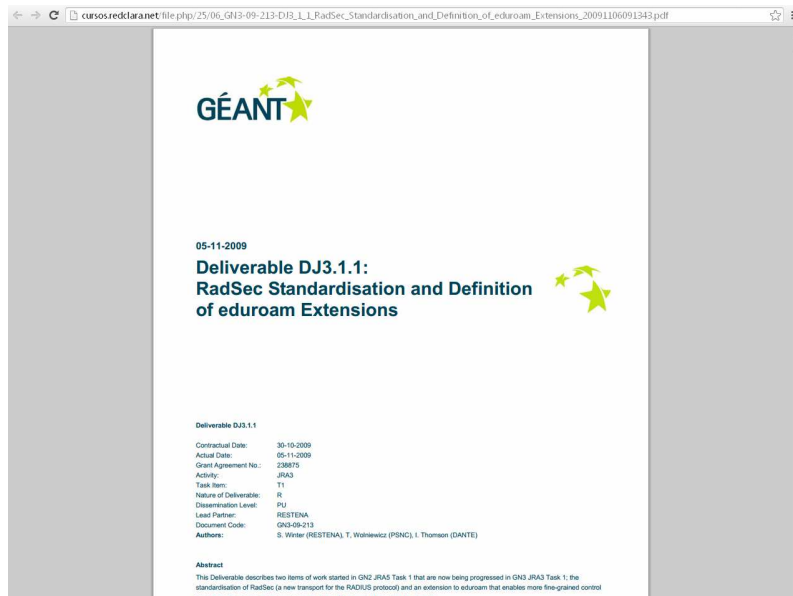 cursos.redclara.net/file.php/25/06_GN3-09-213-DJ3_1_1_RadSec_Standardisation_and_Definition_of_eduroam_Extensions_20091106091343.pdf
GÉANT
05-11-2009
Deliverable DJ3.1.1:
RadSec Standardisation and Definition
of eduroam Extensions
Deliverable DJ3.1.1
Contractual Date: 30-10-2009
Actual Date: 05-11-2009
Grant Agreement No.: 238875
Activity: JRA3
Task Item: T1
Nature of Deliverable: R
Dissemination Level: PU
Lead Partner: RESTENA
Document Code: GN3-09-213
Authors: S. Winter (RESTENA), T, Wolniewicz (PSNC), I. Thomson (DANTE)
Abstract
This Deliverable describes two items of work started in GN2 JRA5 Task 1 that are now being progressed in GN3 JRA3 Task 1; the
standardisation of RadSec (a new transport for the RADIUS protocol) and an extension to eduroam that enables more fine-grained control